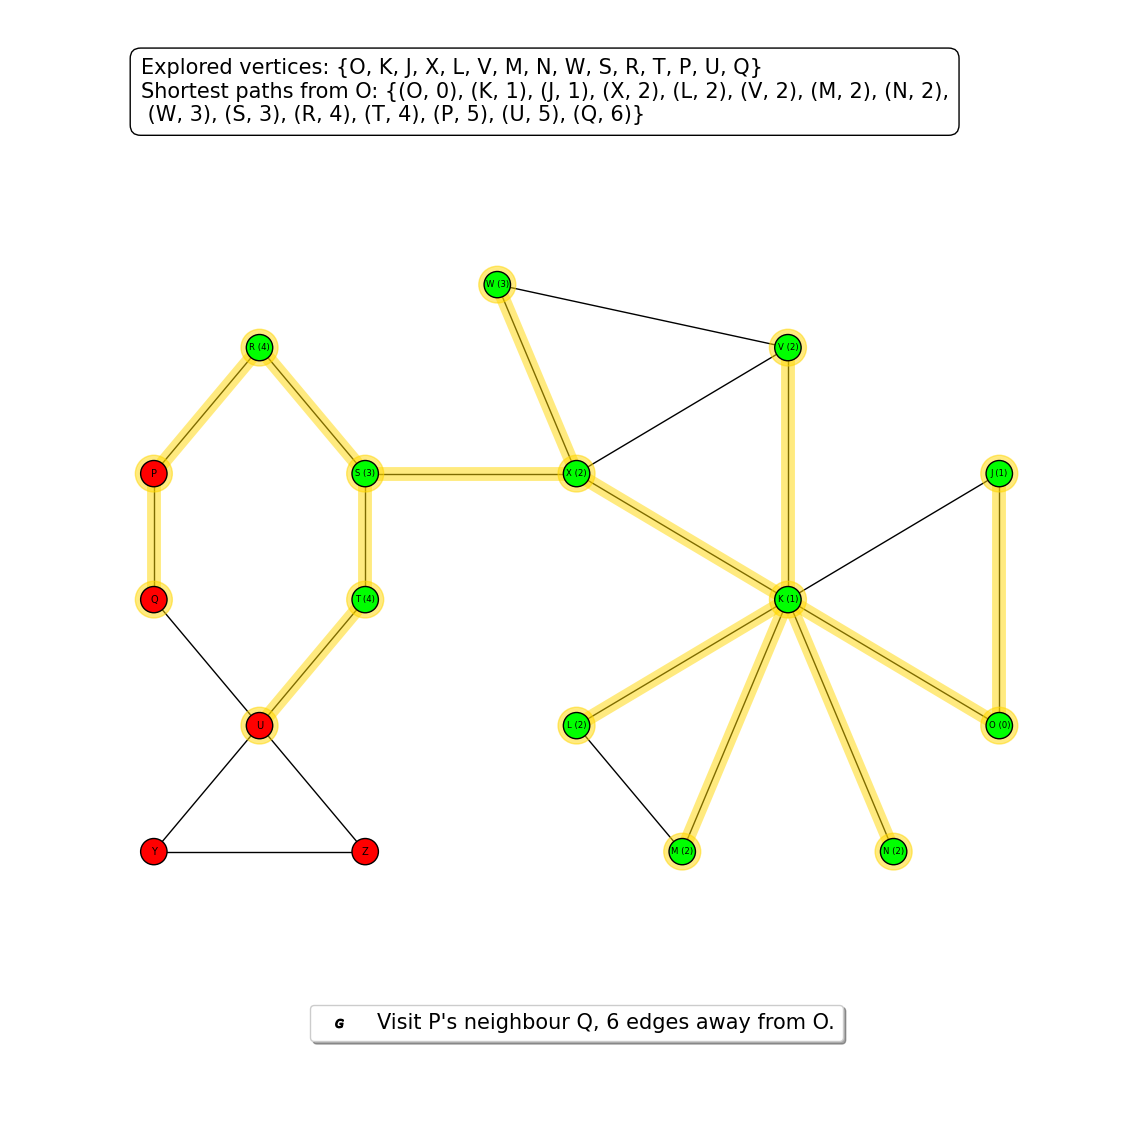 Explored vertices: {O, K, J, X, L, V, M, N, W, S, R, T, P, U, Q}
Shortest paths from O: {(O, 0), (K, 1), (J, 1), (X, 2), (L, 2), (V, 2), (M, 2), (N, 2),
(W, 3), (S, 3), (R, 4), (T, 4), (P, 5), (U, 5), (Q, 6)}
W (3)
R (4)
V (2)
P
S (3)
X (2)
J (1)
Q
T (4)
K (1)
U
L (2)
O (0)
Y
Z
M (2)
N (2)
G Visit P's neighbour Q, 6 edges away from O.